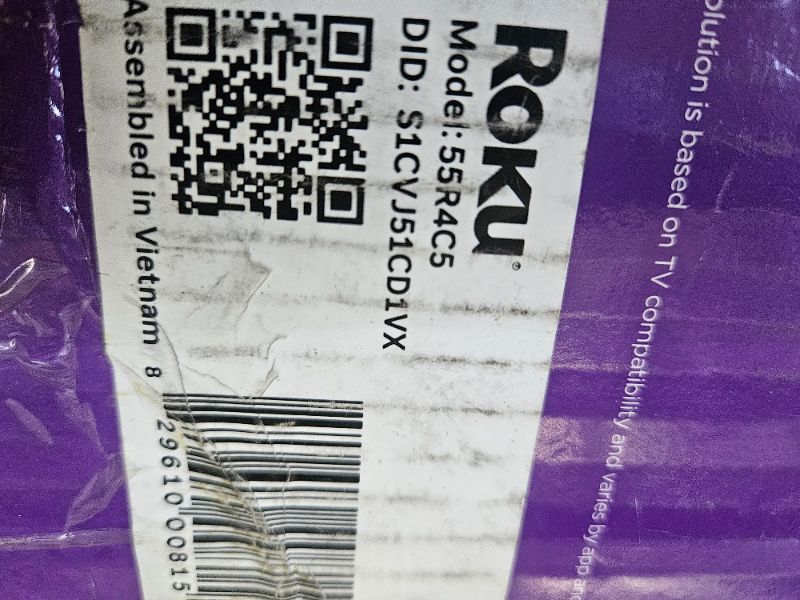 olution is based on TV compatibility and varies by app and
Roku®
Model: 55R4C5
DID: S1CVJ51CD1VX
Assembled in Vietnam
8 29610 00815